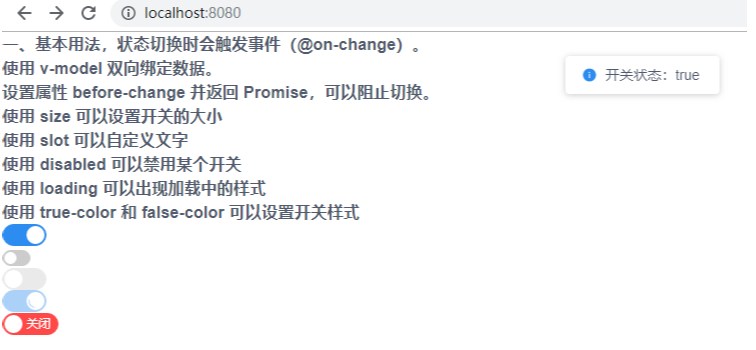 localhost:8080
一、基本用法，状态切换时会触发事件（@on-change）。
使用 v-model 双向绑定数据。
开关状态：true
设置属性 before-change 并返回 Promise，可以阻止切换。
使用 size 可以设置开关的大小
使用 slot 可以自定义文字
使用 disabled 可以禁用某个开关
使用 loading 可以出现加载中的样式
使用 true-color 和 false-color 可以设置开关样式
关闭